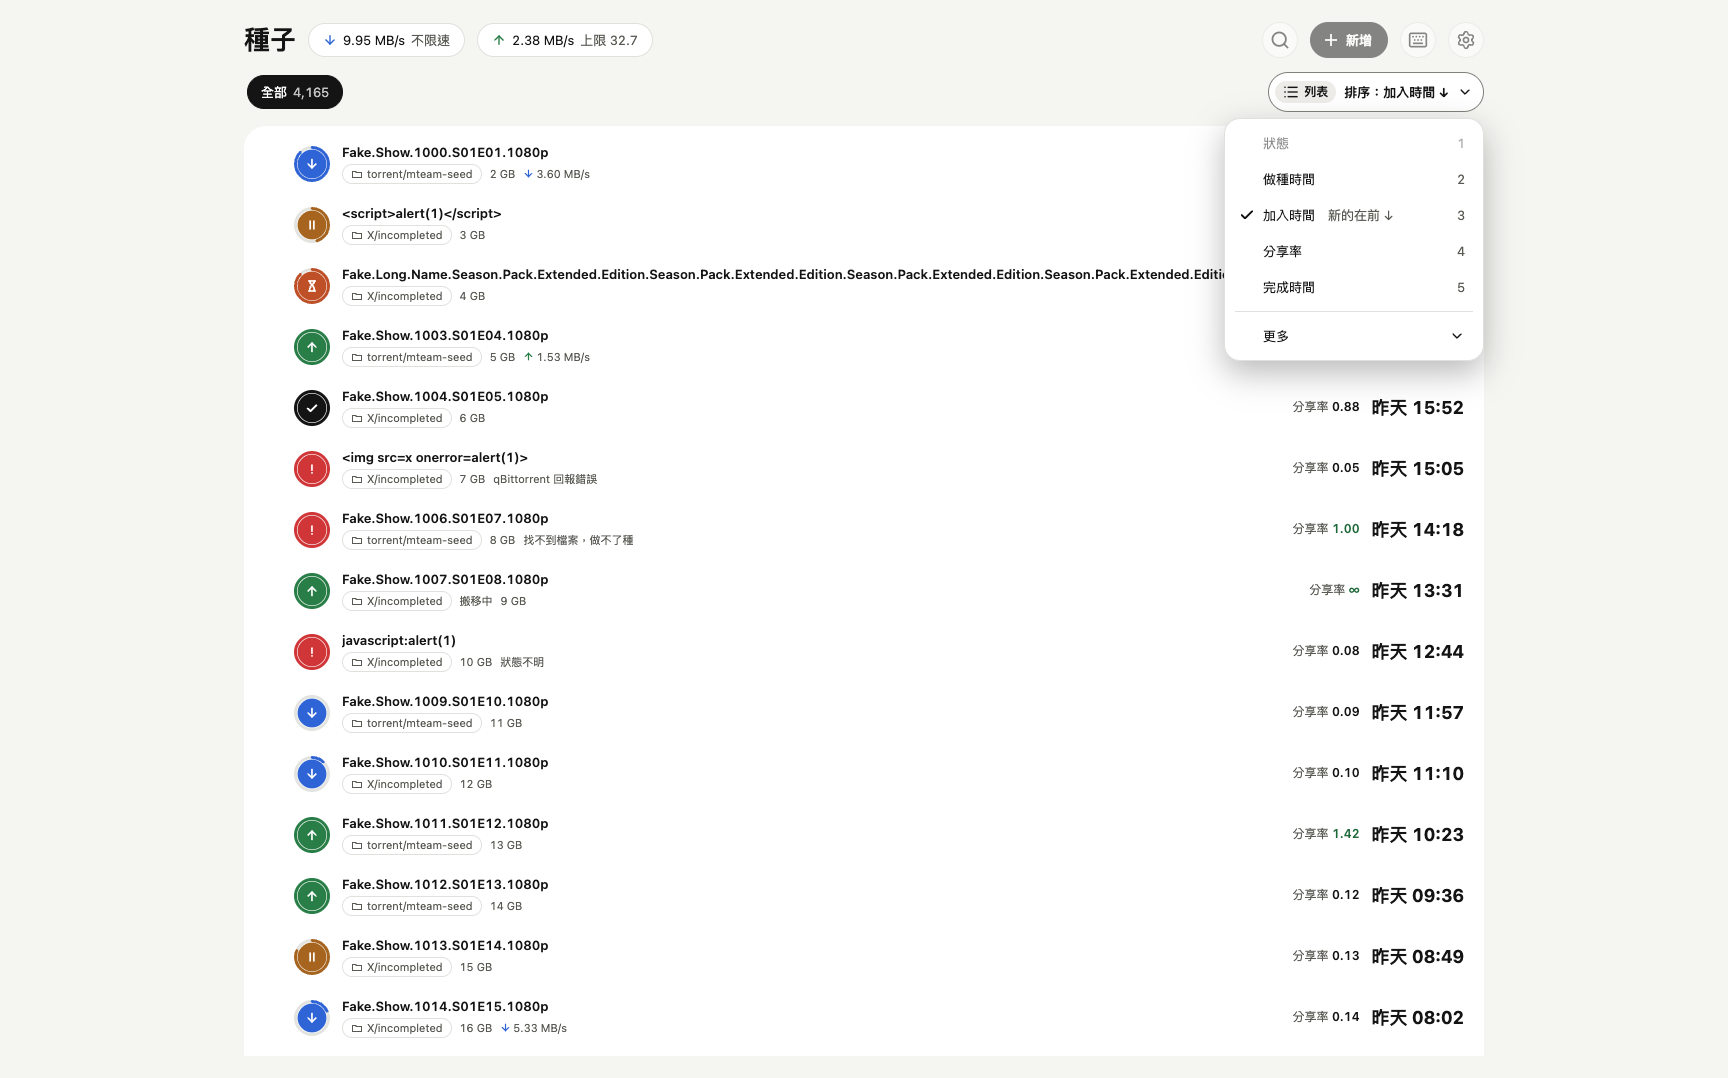 種子 9.95 MB/s 不限速 2.38 MB/s 上限 32.7 新增
全部 4,165 列表 排序：加入時間
狀態 1
做種時間 2
加入時間 新的在前 3
分享率 4
完成時間 5
更多
Fake.Show.1000.S01E01.1080p
torrent/mteam-seed 2 GB 3.60 MB/s
<script>alert(1)</script>
X/incompleted 3 GB
Fake.Long.Name.Season.Pack.Extended.Edition.Season.Pack.Extended.Edition.Season.Pack.Extended.Edition.Season.Pack.Extended.Editi
X/incompleted 4 GB
Fake.Show.1003.S01E04.1080p
torrent/mteam-seed 5 GB 1.53 MB/s
Fake.Show.1004.S01E05.1080p
X/incompleted 6 GB
分享率 0.88 昨天 15:52
<img src=x onerror=alert(1)>
X/incompleted 7 GB qBittorrent 回報錯誤
分享率 0.05 昨天 15:05
Fake.Show.1006.S01E07.1080p
torrent/mteam-seed 8 GB 找不到檔案，做不了種
分享率 1.00 昨天 14:18
Fake.Show.1007.S01E08.1080p
X/incompleted 搬移中 9 GB
分享率 ∞ 昨天 13:31
javascript:alert(1)
X/incompleted 10 GB 狀態不明
分享率 0.08 昨天 12:44
Fake.Show.1009.S01E10.1080p
torrent/mteam-seed 11 GB
分享率 0.09 昨天 11:57
Fake.Show.1010.S01E11.1080p
X/incompleted 12 GB
分享率 0.10 昨天 11:10
Fake.Show.1011.S01E12.1080p
torrent/mteam-seed 13 GB
分享率 1.42 昨天 10:23
Fake.Show.1012.S01E13.1080p
torrent/mteam-seed 14 GB
分享率 0.12 昨天 09:36
Fake.Show.1013.S01E14.1080p
X/incompleted 15 GB
分享率 0.13 昨天 08:49
Fake.Show.1014.S01E15.1080p
X/incompleted 16 GB 5.33 MB/s
分享率 0.14 昨天 08:02